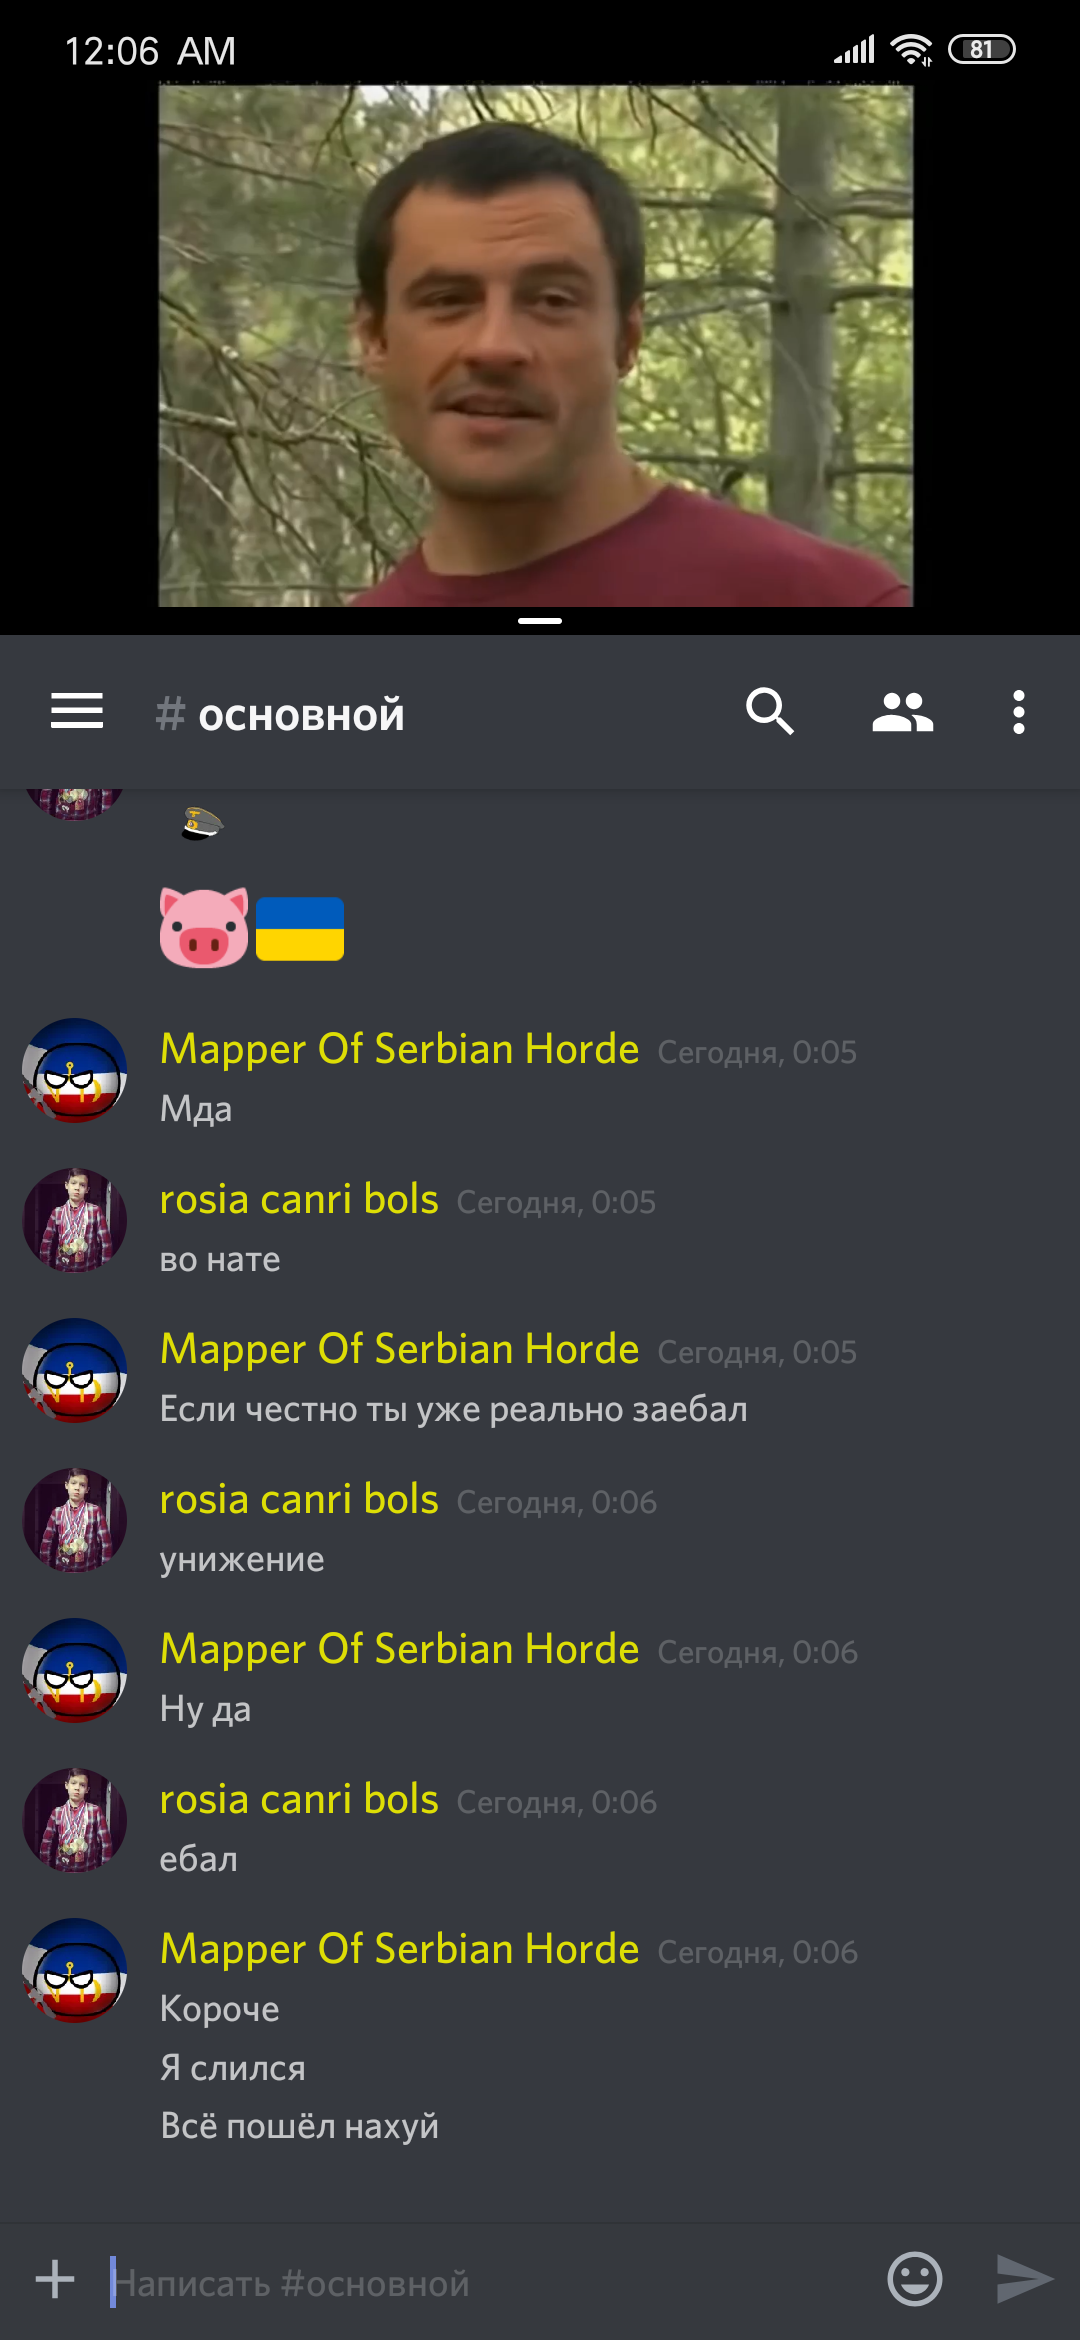 12:06 AM
81
# основной
Mapper Of Serbian Horde Сегодня, 0:05
Мда
rosia canri bols Сегодня, 0:05
во нате
Mapper Of Serbian Horde Сегодня, 0:05
Если честно ты уже реально заебал
rosia canri bols Сегодня, 0:06
унижение
Mapper Of Serbian Horde Сегодня, 0:06
Ну да
rosia canri bols Сегодня, 0:06
ебал
Mapper Of Serbian Horde Сегодня, 0:06
Короче
Я слился
Всё пошёл нахуй
Написать #основной